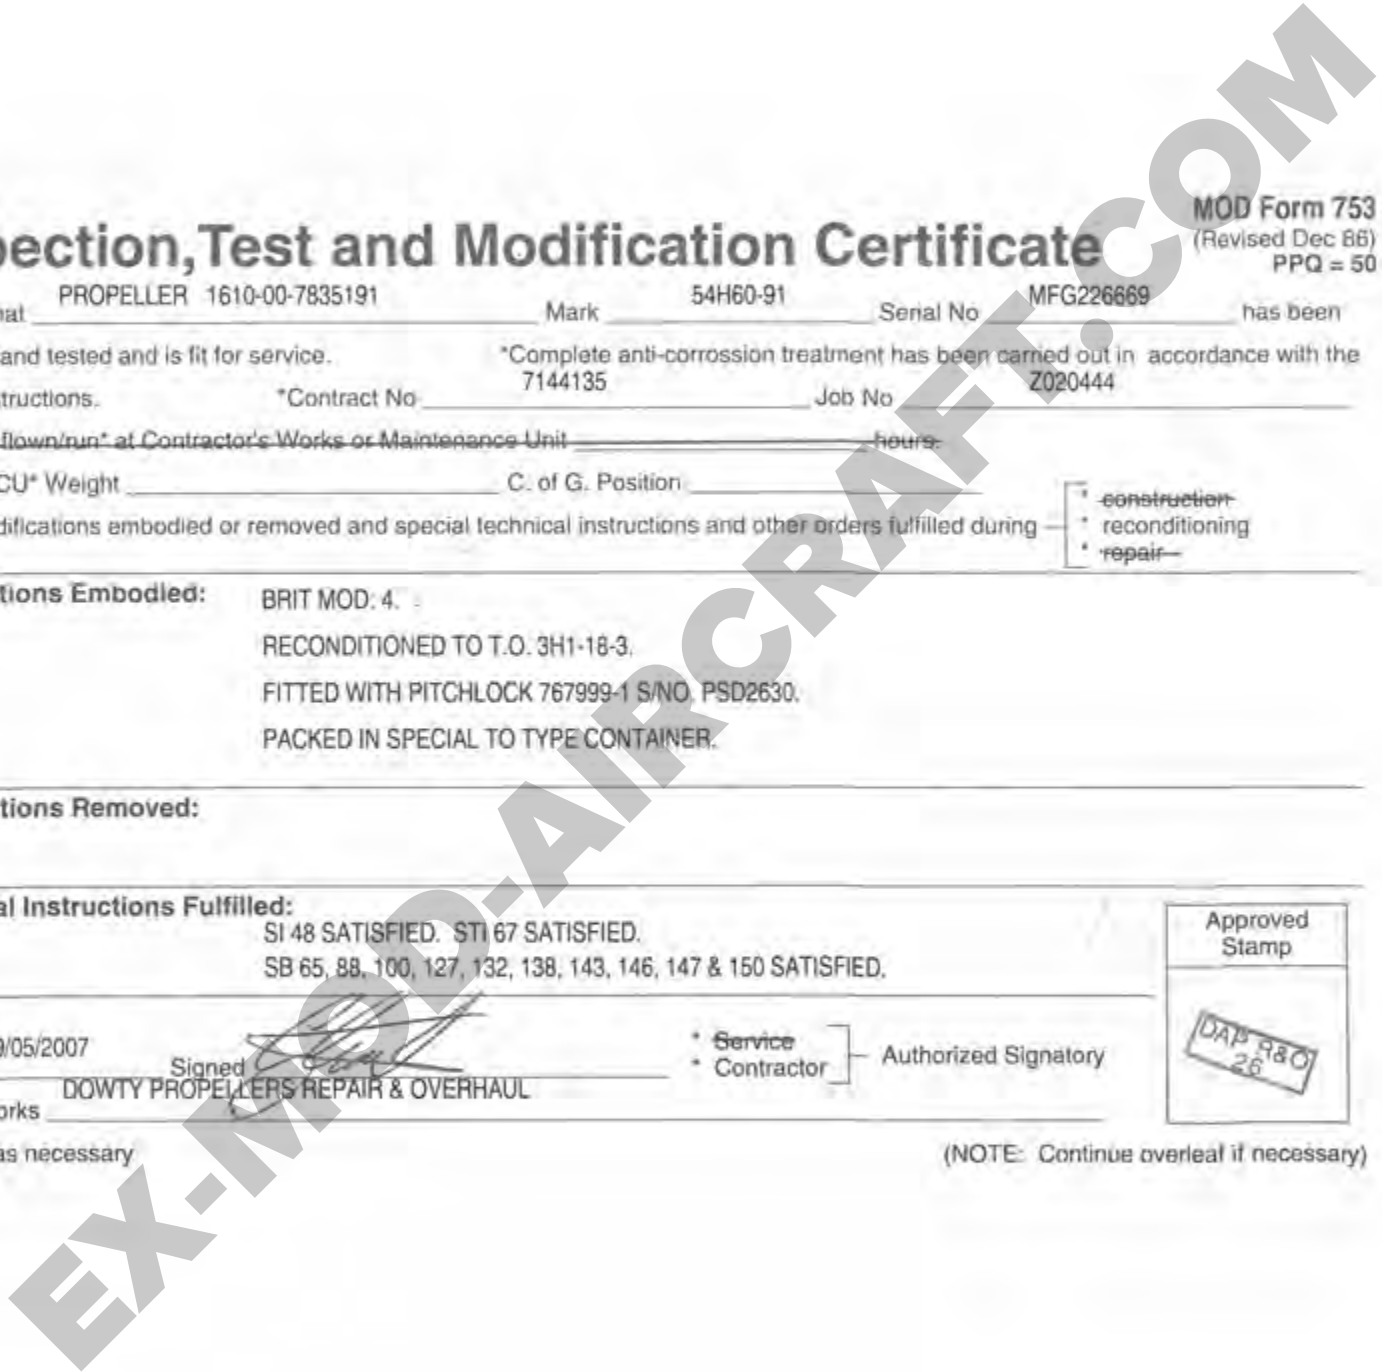 MOD Form 753
pection,Test and Modification Certificate
(Revised Dec 86)
PPQ = 50
hat PROPELLER 1610-00-7835191 Mark 54H60-91 Serial No MFG226669 has been
and tested and is fit for service. *Complete anti-corrossion treatment has been carried out in accordance with the
tructions. *Contract No 7144135 Job No Z020444
flown/run* at Contractor's Works or Maintenance Unit hours.
CU* Weight C. of G. Position
* construction
difications embodied or removed and special technical instructions and other orders fulfilled during * reconditioning
* repair
tions Embodied: BRIT MOD: 4.
RECONDITIONED TO T.O. 3H1-18-3.
FITTED WITH PITCHLOCK 767999-1 S/NO. PSD2630.
PACKED IN SPECIAL TO TYPE CONTAINER.
tions Removed:
al Instructions Fulfilled:
SI 48 SATISFIED. STI 67 SATISFIED.
SB 65, 88, 100, 127, 132, 138, 143, 146, 147 & 150 SATISFIED.
Approved
Stamp
DAP R&O
26
9/05/2007 Signed * Service
* Contractor Authorized Signatory
DOWTY PROPELLERS REPAIR & OVERHAUL
orks
as necessary (NOTE: Continue overleaf if necessary)
EX-MOD-AIRCRAFT.COM